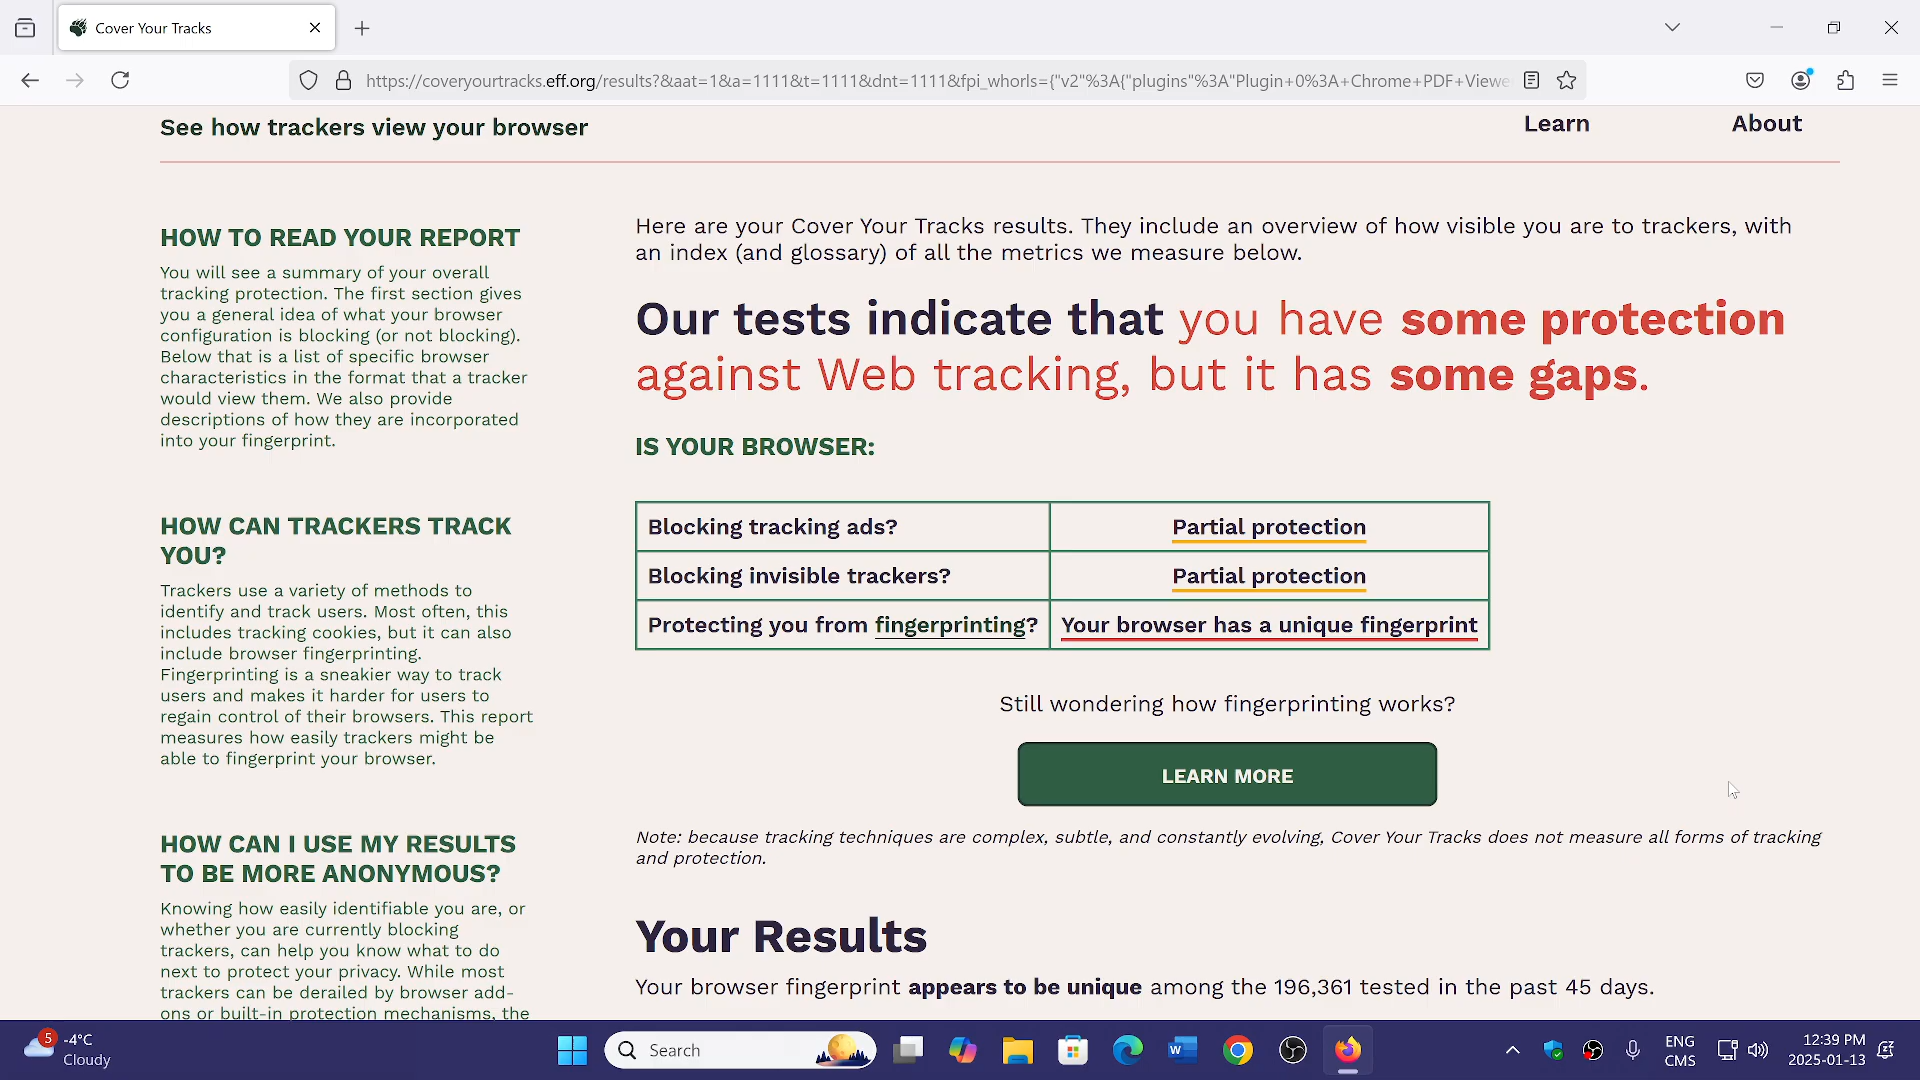 Cover Your Tracks
https://coveryourtracks.eff.org/results?&aat=1&a=1111&t=1111&dnt=1111&fpi_whorls={"v2"%3A{"plugins"%3A"Plugin+0%3A+Chrome+PDF+Viewe
See how trackers view your browser
Learn
About
HOW TO READ YOUR REPORT
You will see a summary of your overall
tracking protection. The first section gives
you a general idea of what your browser
configuration is blocking (or not blocking).
Below that is a list of specific browser
characteristics in the format that a tracker
would view them. We also provide
descriptions of how they are incorporated
into your fingerprint.
HOW CAN TRACKERS TRACK
YOU?
Trackers use a variety of methods to
identify and track users. Most often, this
includes tracking cookies, but it can also
include browser fingerprinting.
Fingerprinting is a sneakier way to track
users and makes it harder for users to
regain control of their browsers. This report
measures how easily trackers might be
able to fingerprint your browser.
HOW CAN I USE MY RESULTS
TO BE MORE ANONYMOUS?
Knowing how easily identifiable you are, or
whether you are currently blocking
trackers, can help you know what to do
next to protect your privacy. While most
trackers can be derailed by browser add-
ons or built-in protection mechanisms, the
Here are your Cover Your Tracks results. They include an overview of how visible you are to trackers, with
an index (and glossary) of all the metrics we measure below.
Our tests indicate that you have some protection
against Web tracking, but it has some gaps.
IS YOUR BROWSER:
Blocking tracking ads?
Partial protection
Blocking invisible trackers?
Partial protection
Protecting you from fingerprinting?
Your browser has a unique fingerprint
Still wondering how fingerprinting works?
LEARN MORE
Note: because tracking techniques are complex, subtle, and constantly evolving, Cover Your Tracks does not measure all forms of tracking
and protection.
Your Results
Your browser fingerprint appears to be unique among the 196,361 tested in the past 45 days.
5
-4°C
Cloudy
Search
W
ENG
CMS
12:39 PM
2025-01-13